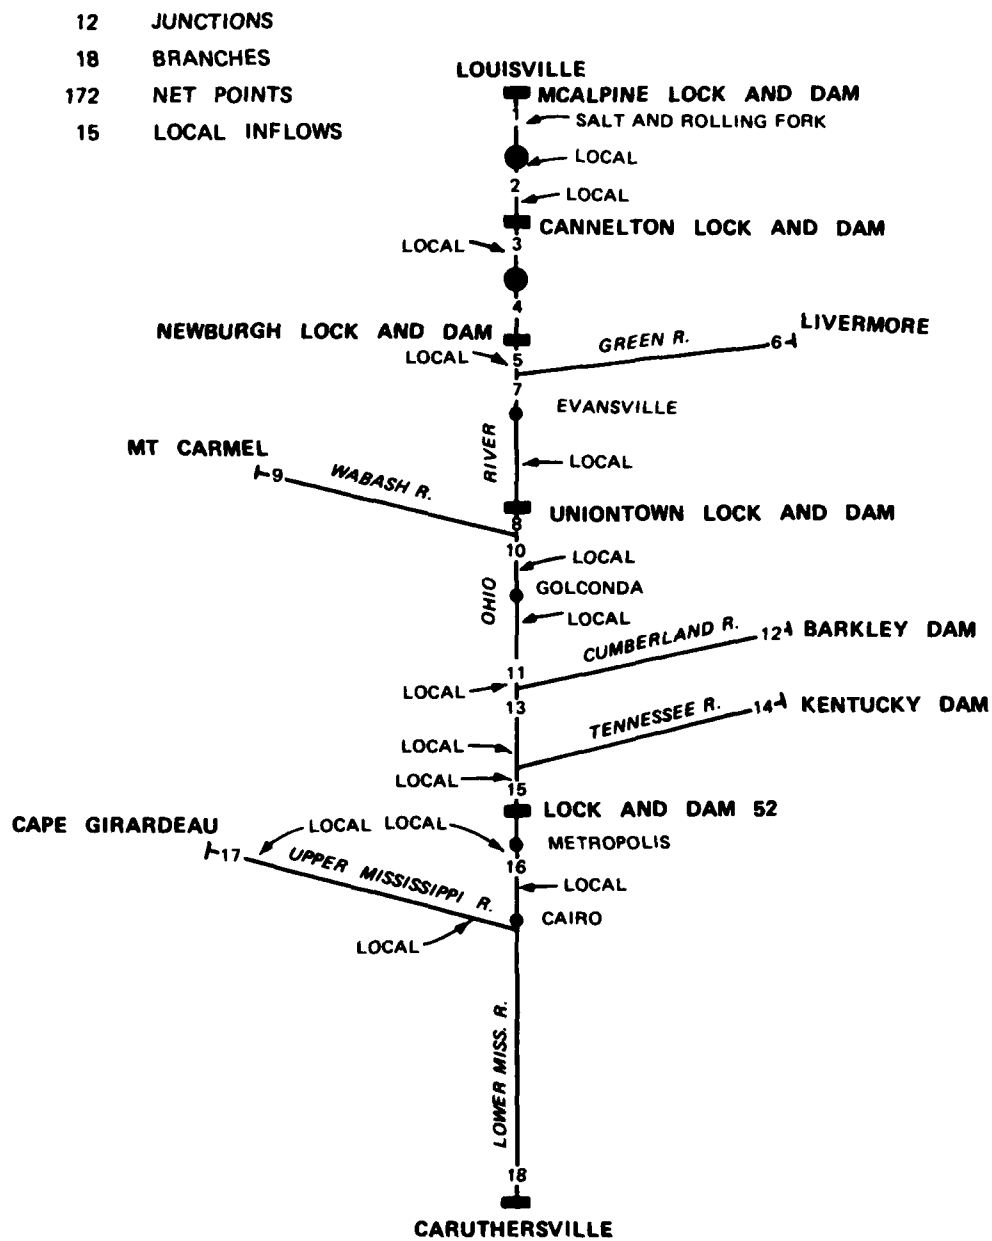 12 JUNCTIONS
18 BRANCHES
172 NET POINTS
15 LOCAL INFLOWS
LOUISVILLE
MCALPINE LOCK AND DAM
1
SALT AND ROLLING FORK
LOCAL
2
LOCAL
CANNELTON LOCK AND DAM
LOCAL
3
4
NEWBURGH LOCK AND DAM
LIVERMORE
GREEN R.
6
LOCAL
5
7
EVANSVILLE
RIVER
MT CARMEL
9
WABASH R.
LOCAL
UNIONTOWN LOCK AND DAM
8
10
LOCAL
OHIO
GOLCONDA
LOCAL
CUMBERLAND R.
12
BARKLEY DAM
11
LOCAL
13
TENNESSEE R.
14
KENTUCKY DAM
LOCAL
LOCAL
15
LOCK AND DAM 52
CAPE GIRARDEAU
LOCAL LOCAL
METROPOLIS
17
UPPER MISSISSIPPI R.
16
LOCAL
CAIRO
LOCAL
LOWER MISS. R.
18
CARUTHERSVILLE